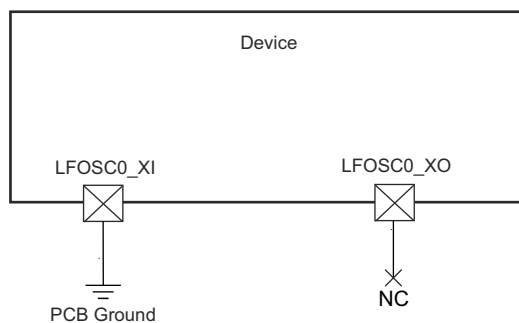 Device
LFOSC0_XI
LFOSC0_XO
PCB Ground
NC